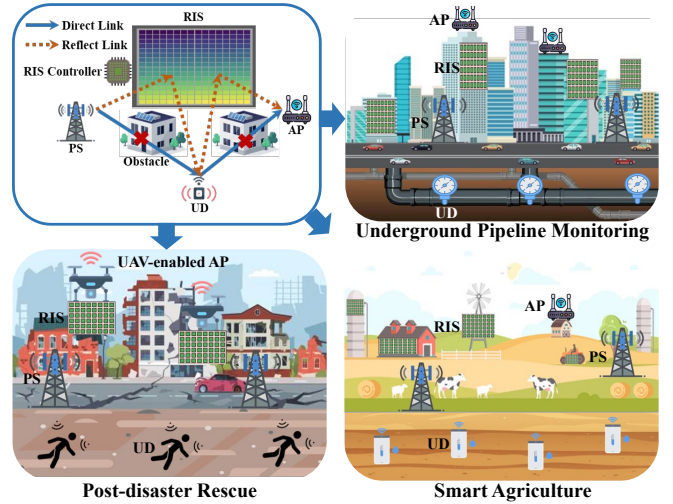 Direct Link
Reflect Link
RIS
RIS Controller
PS
AP
Obstacle
UD
AP
RIS
PS
UD
Underground Pipeline Monitoring
UAV-enabled AP
RIS
PS
UD
Post-disaster Rescue
AP
RIS
PS
UD
Smart Agriculture